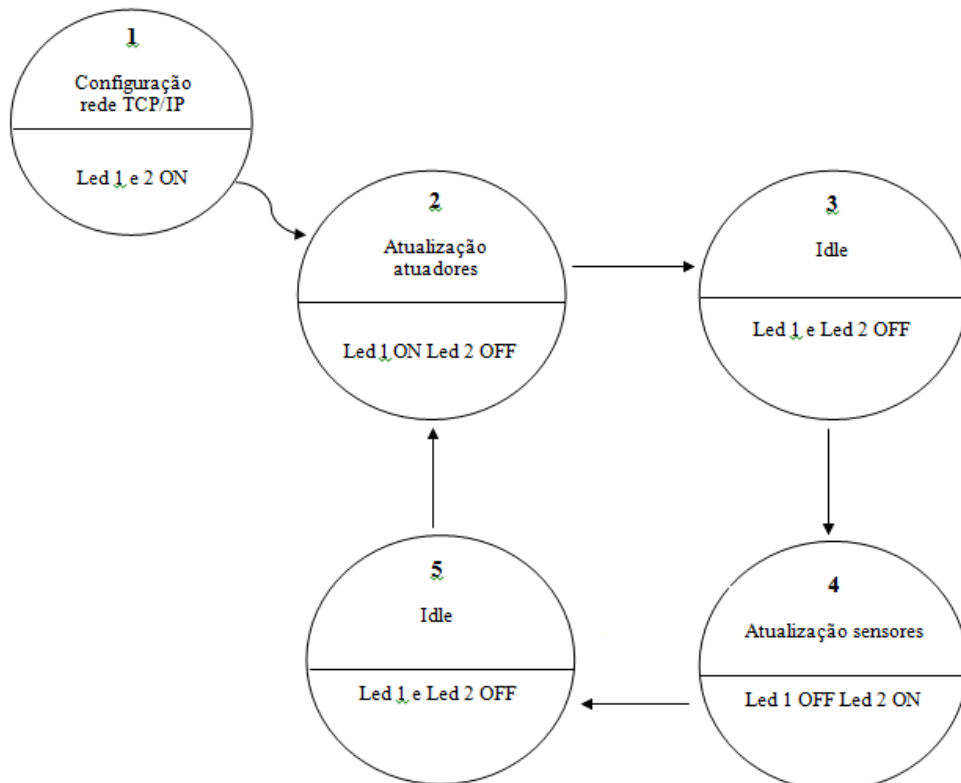 1
Configuração
rede TCP/IP
Led 1 e 2 ON
2
Atualização
atuadores
Led 1 ON Led 2 OFF
3
Idle
Led 1 e Led 2 OFF
4
Atualização sensores
Led 1 OFF Led 2 ON
5
Idle
Led 1 e Led 2 OFF